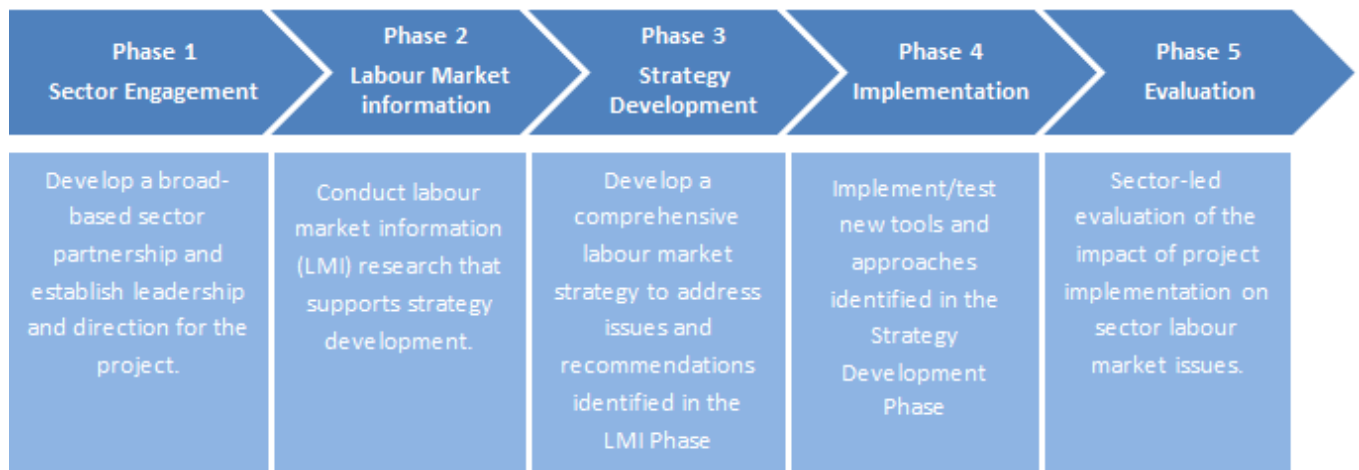 Phase 1
Sector Engagement
Phase 2
Labour Market
information
Phase 3
Strategy
Development
Phase 4
Implementation
Phase 5
Evaluation
Develop a broad-
based sector
partnership and
establish leadership
and direction for the
project.
Conduct labour
market information
(LMI) research that
supports strategy
development.
Develop a
comprehensive
labour market
strategy to address
issues and
recommendations
identified in the
LMI Phase
Implement/test
new tools and
approaches
identified in the
Strategy
Development
Phase
Sector-led
evaluation of the
impact of project
implementation on
sector labour
market issues.